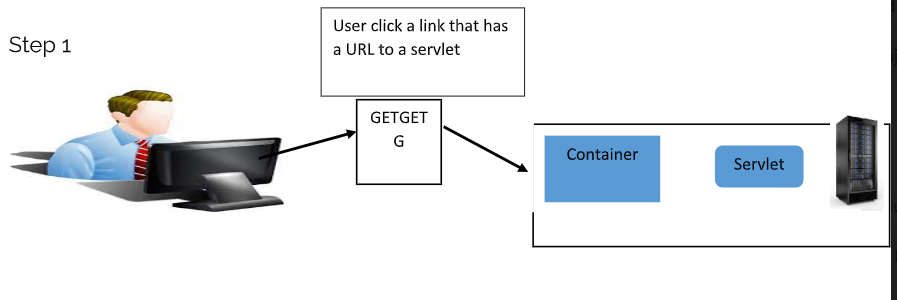 User click a link that has
a URL to a servlet
Step 1
GETGET
G
Container
Servlet